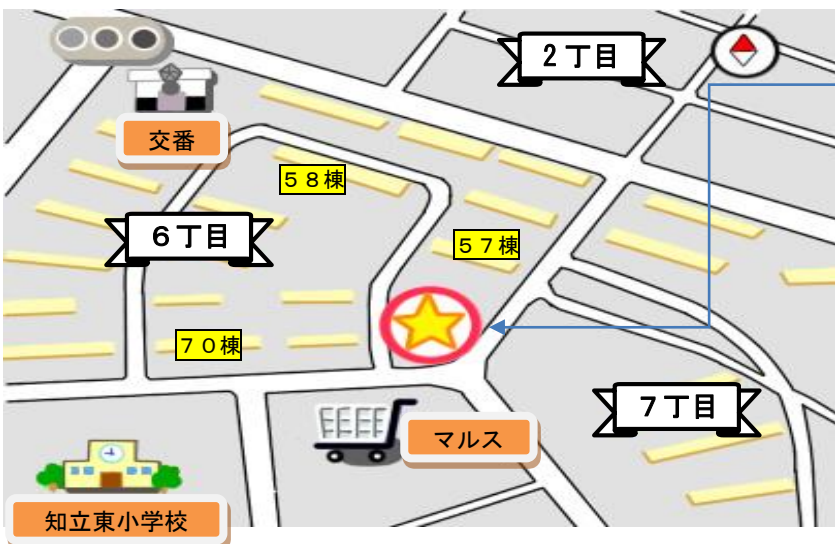 ２丁目
交番
５８棟
６丁目
５７棟
７０棟
７丁目
マルス
知立東小学校